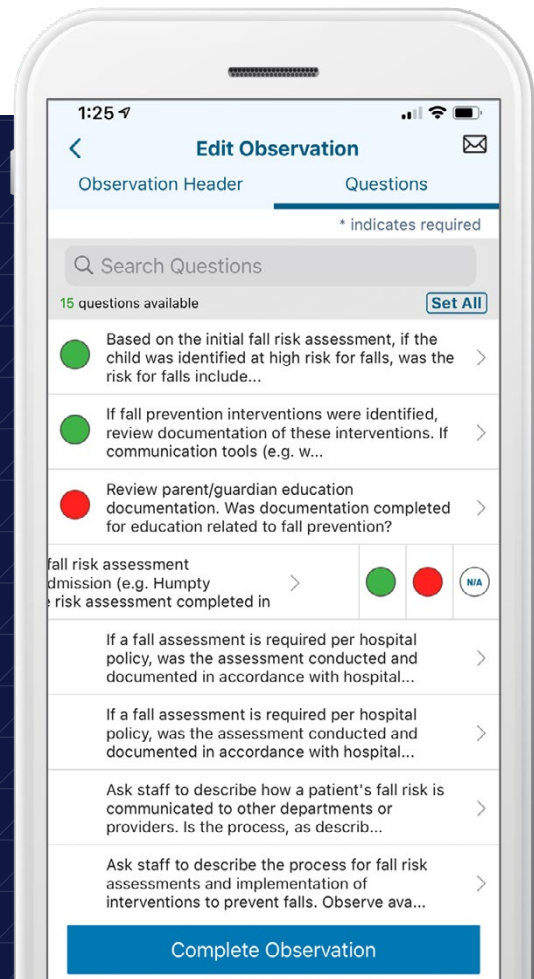 1:25
Edit Observation
Observation Header
Questions
* indicates required
Search Questions
15 questions available
Set All
Based on the initial fall risk assessment, if the
child was identified at high risk for falls, was the
risk for falls include...
If fall prevention interventions were identified,
review documentation of these interventions. If
communication tools (e.g. w...
Review parent/guardian education
documentation. Was documentation completed
for education related to fall prevention?
fall risk assessment
dmission (e.g. Humpty
risk assessment completed in
N/A
If a fall assessment is required per hospital
policy, was the assessment conducted and
documented in accordance with hospital...
If a fall assessment is required per hospital
policy, was the assessment conducted and
documented in accordance with hospital...
Ask staff to describe how a patient's fall risk is
communicated to other departments or
providers. Is the process, as describ...
Ask staff to describe the process for fall risk
assessments and implementation of
interventions to prevent falls. Observe ava...
Complete Observation